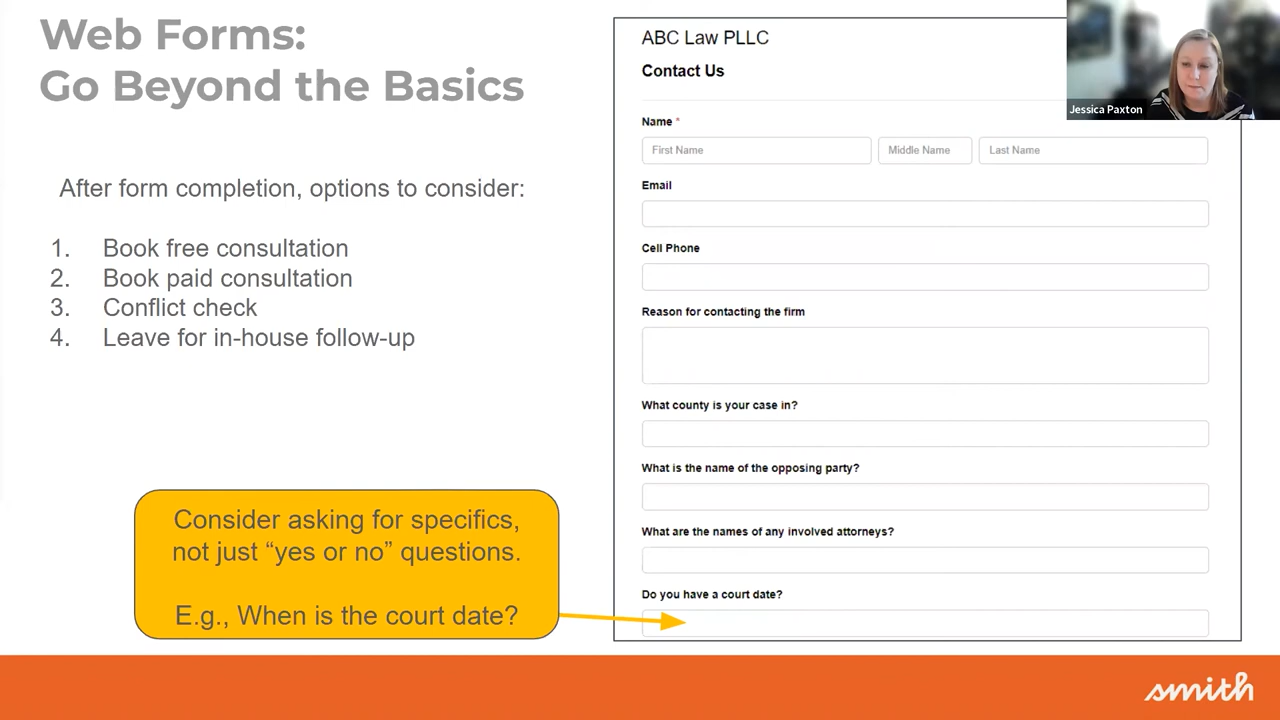 Web Forms:
Go Beyond the Basics
After form completion, options to consider:
1. Book free consultation
2. Book paid consultation
3. Conflict check
4. Leave for in-house follow-up
Consider asking for specifics,
not just “yes or no” questions.
E.g., When is the court date?
ABC Law PLLC
Contact Us
Name *
First Name Middle Name Last Name
Email
Cell Phone
Reason for contacting the firm
What county is your case in?
What is the name of the opposing party?
What are the names of any involved attorneys?
Do you have a court date?
Jessica Paxton
smith